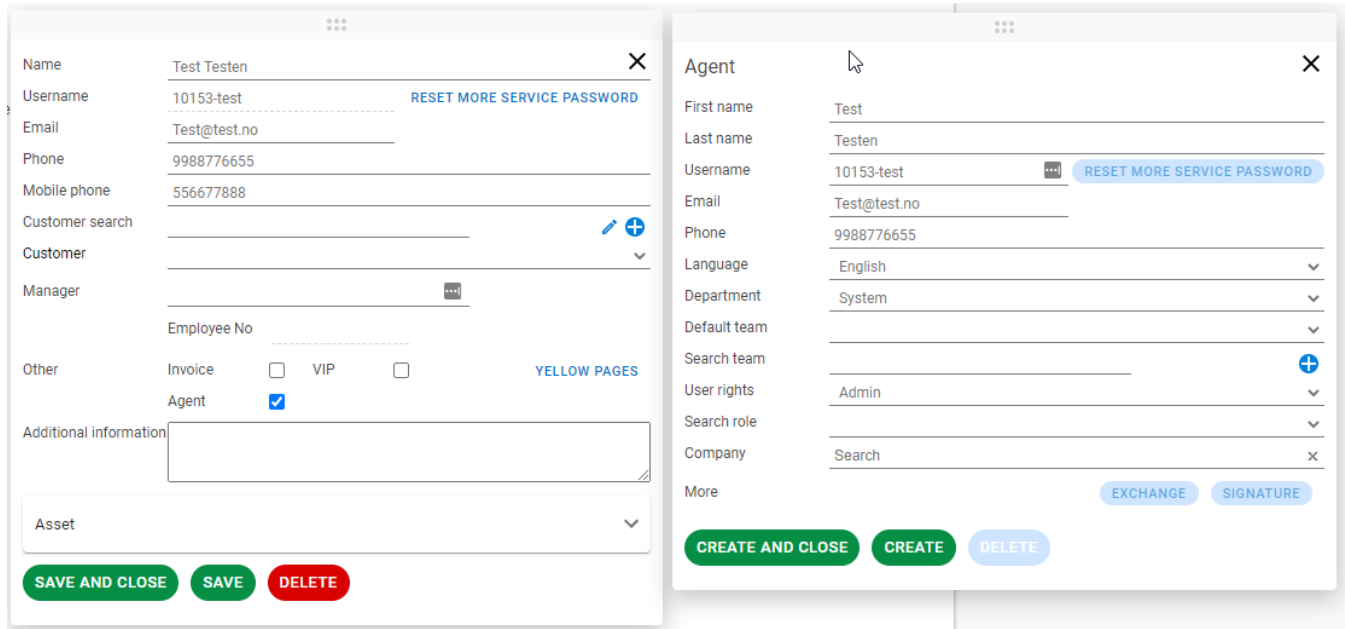 Name Test Testen
Username 10153-test RESET MORE SERVICE PASSWORD
Email Test@test.no
Phone 9988776655
Mobile phone 556677888
Customer search
Customer
Manager
Employee No
Other Invoice VIP YELLOW PAGES
Agent
Additional information
Asset
SAVE AND CLOSE SAVE DELETE
Agent
First name Test
Last name Testen
Username 10153-test RESET MORE SERVICE PASSWORD
Email Test@test.no
Phone 9988776655
Language English
Department System
Default team
Search team
User rights Admin
Search role
Company Search
More EXCHANGE SIGNATURE
CREATE AND CLOSE CREATE DELETE